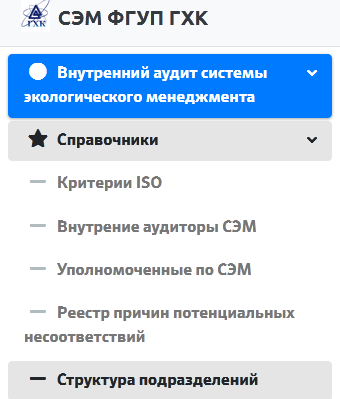 ГХК
СЭМ ФГУП ГХК
Внутренний аудит системы
экологического менеджмента
Справочники
Критерии ISO
Внутрение аудиторы СЭМ
Уполномоченные по СЭМ
Реестр причин потенциальных
несоответствий
Структура подразделений